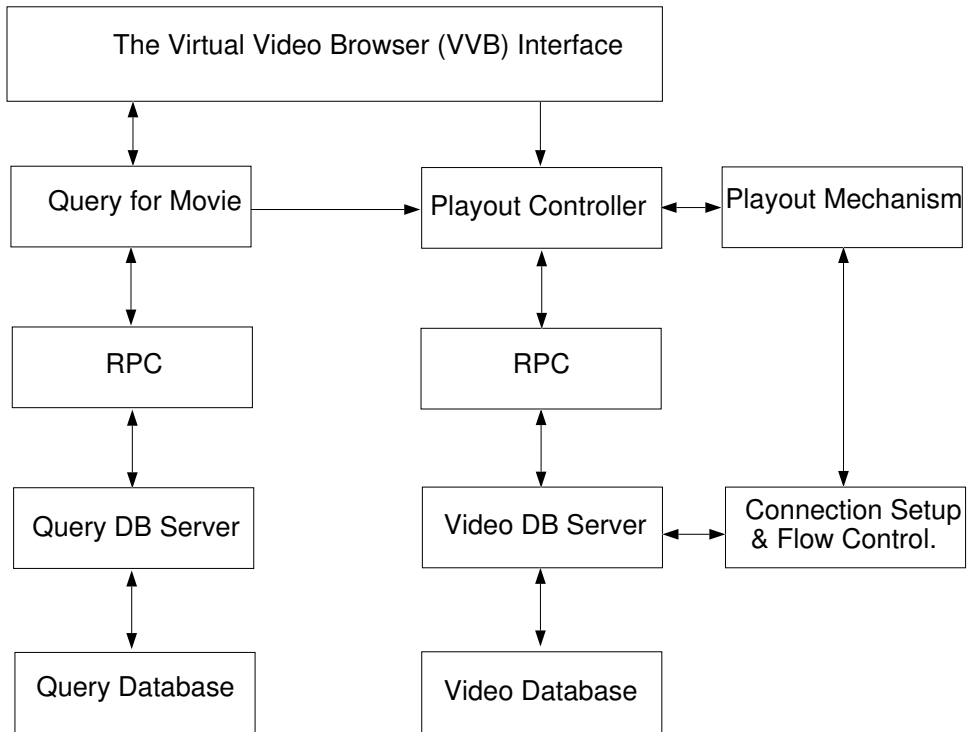 The Virtual Video Browser (VVB) Interface
Query for Movie
Playout Controller
Playout Mechanism
RPC
RPC
Query DB Server
Video DB Server
Connection Setup
& Flow Control.
Query Database
Video Database